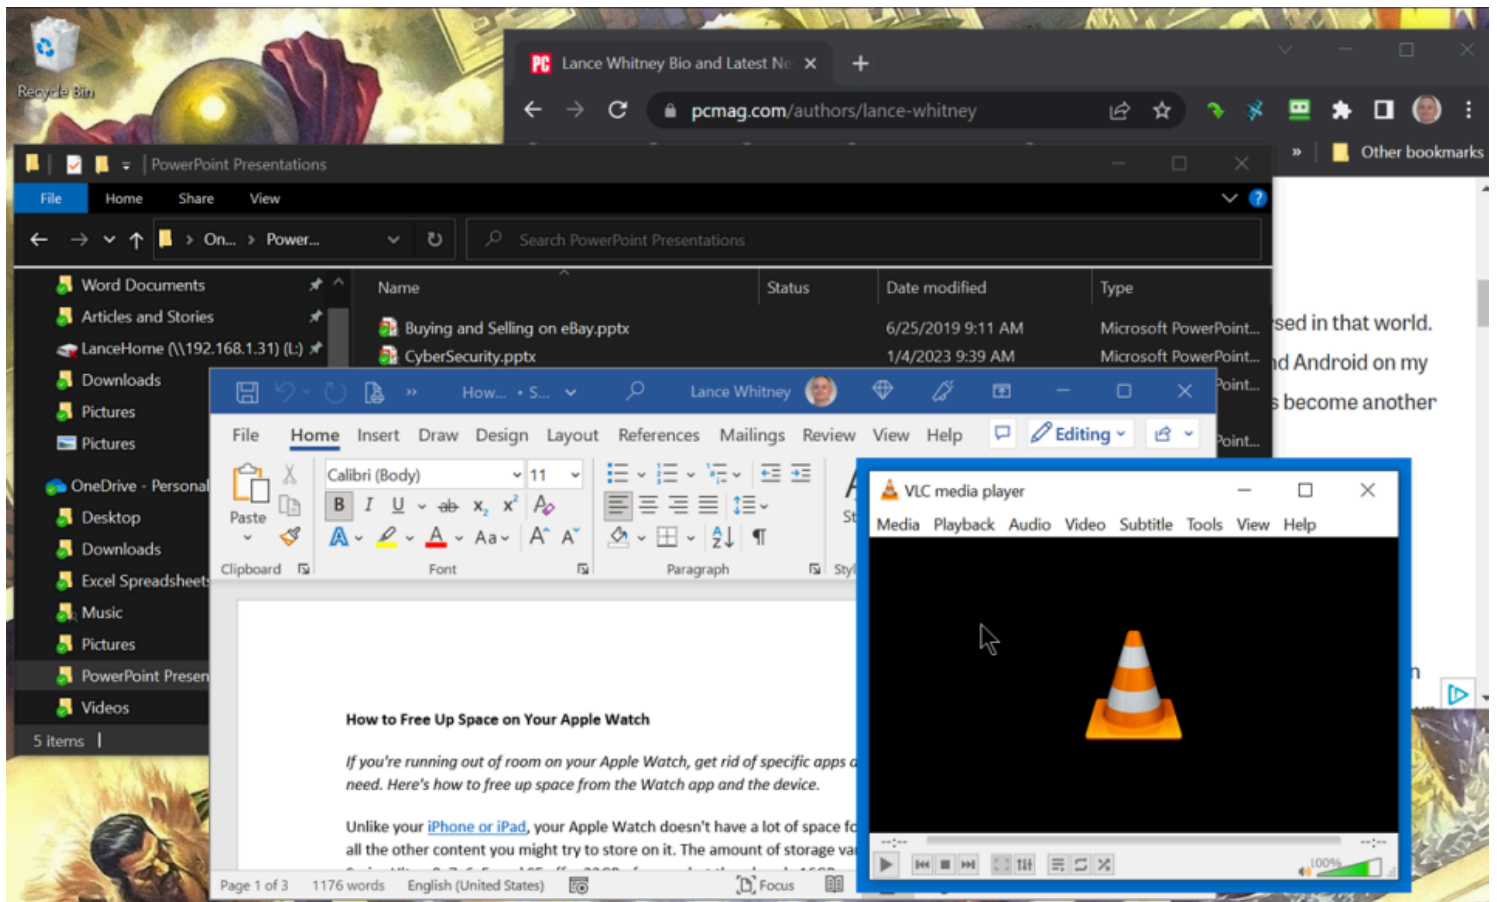 Recycle Bin
PC Lance Whitney Bio and Latest Ne
pcmag.com/authors/lance-whitney
» Other bookmarks
PowerPoint Presentations
File Home Share View
On... > Power...
Search PowerPoint Presentations
Name Status Date modified Type
Buying and Selling on eBay.pptx 6/25/2019 9:11 AM Microsoft PowerPoint...
CyberSecurity.pptx 1/4/2023 9:39 AM Microsoft PowerPoint...
Point...
Point...
Word Documents
Articles and Stories
LanceHome (\\192.168.1.31) (L:)
Downloads
Pictures
Pictures
OneDrive - Personal
Desktop
Downloads
Excel Spreadsheets
Music
Pictures
PowerPoint Presen
Videos
5 items
sed in that world.
nd Android on my
s become another
n
How... • S... Lance Whitney
File Home Insert Draw Design Layout References Mailings Review View Help Editing
Calibri (Body) 11
Paste
Clipboard Font Paragraph Styl
How to Free Up Space on Your Apple Watch
If you're running out of room on your Apple Watch, get rid of specific apps a
need. Here's how to free up space from the Watch app and the device.
Unlike your iPhone or iPad, your Apple Watch doesn't have a lot of space fo
all the other content you might try to store on it. The amount of storage var
Page 1 of 3 1176 words English (United States) Focus
VLC media player
Media Playback Audio Video Subtitle Tools View Help
--:-- --:--
100%